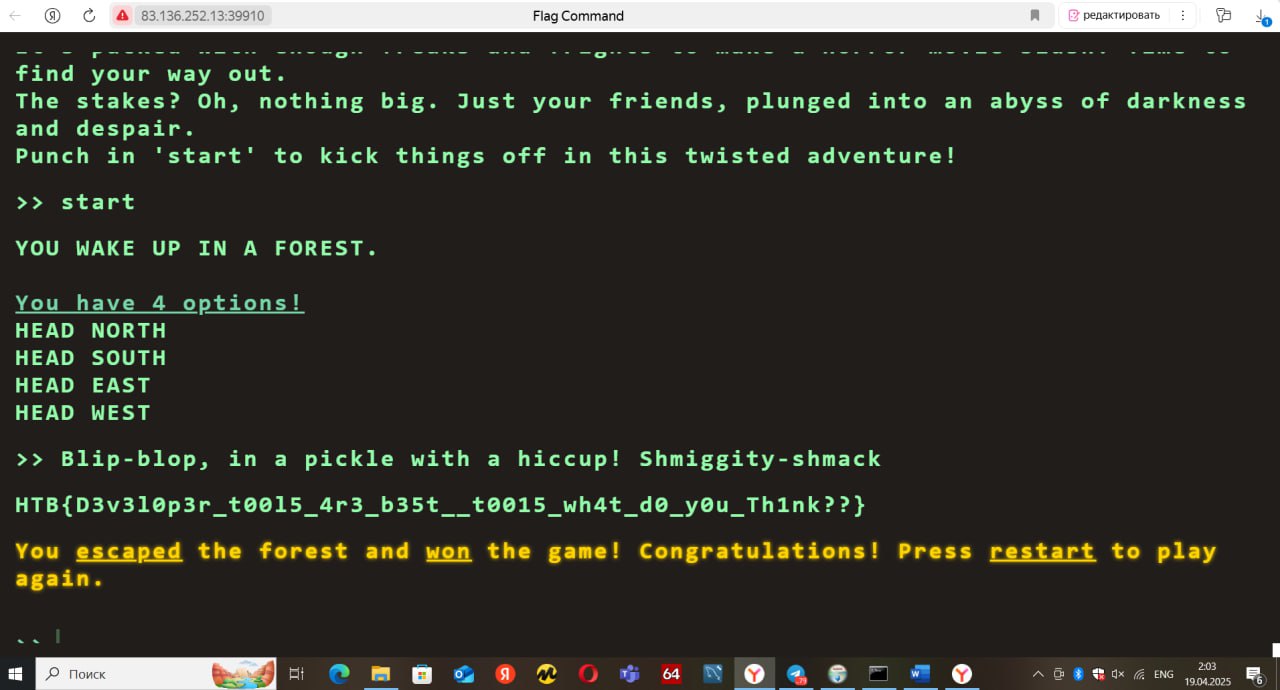 83.136.252.13:39910
Flag Command
редактировать
find your way out.
The stakes? Oh, nothing big. Just your friends, plunged into an abyss of darkness
and despair.
Punch in 'start' to kick things off in this twisted adventure!
>> start
YOU WAKE UP IN A FOREST.
You have 4 options!
HEAD NORTH
HEAD SOUTH
HEAD EAST
HEAD WEST
>> Blip-blop, in a pickle with a hiccup! Shmiggity-shmack
HTB{D3v3l0p3r_t00l5_4r3_b35t__t0015_wh4t_d0_y0u_Th1nk??}
You escaped the forest and won the game! Congratulations! Press restart to play
again.
Поиск
64
ENG
2:03
19.04.2025
6